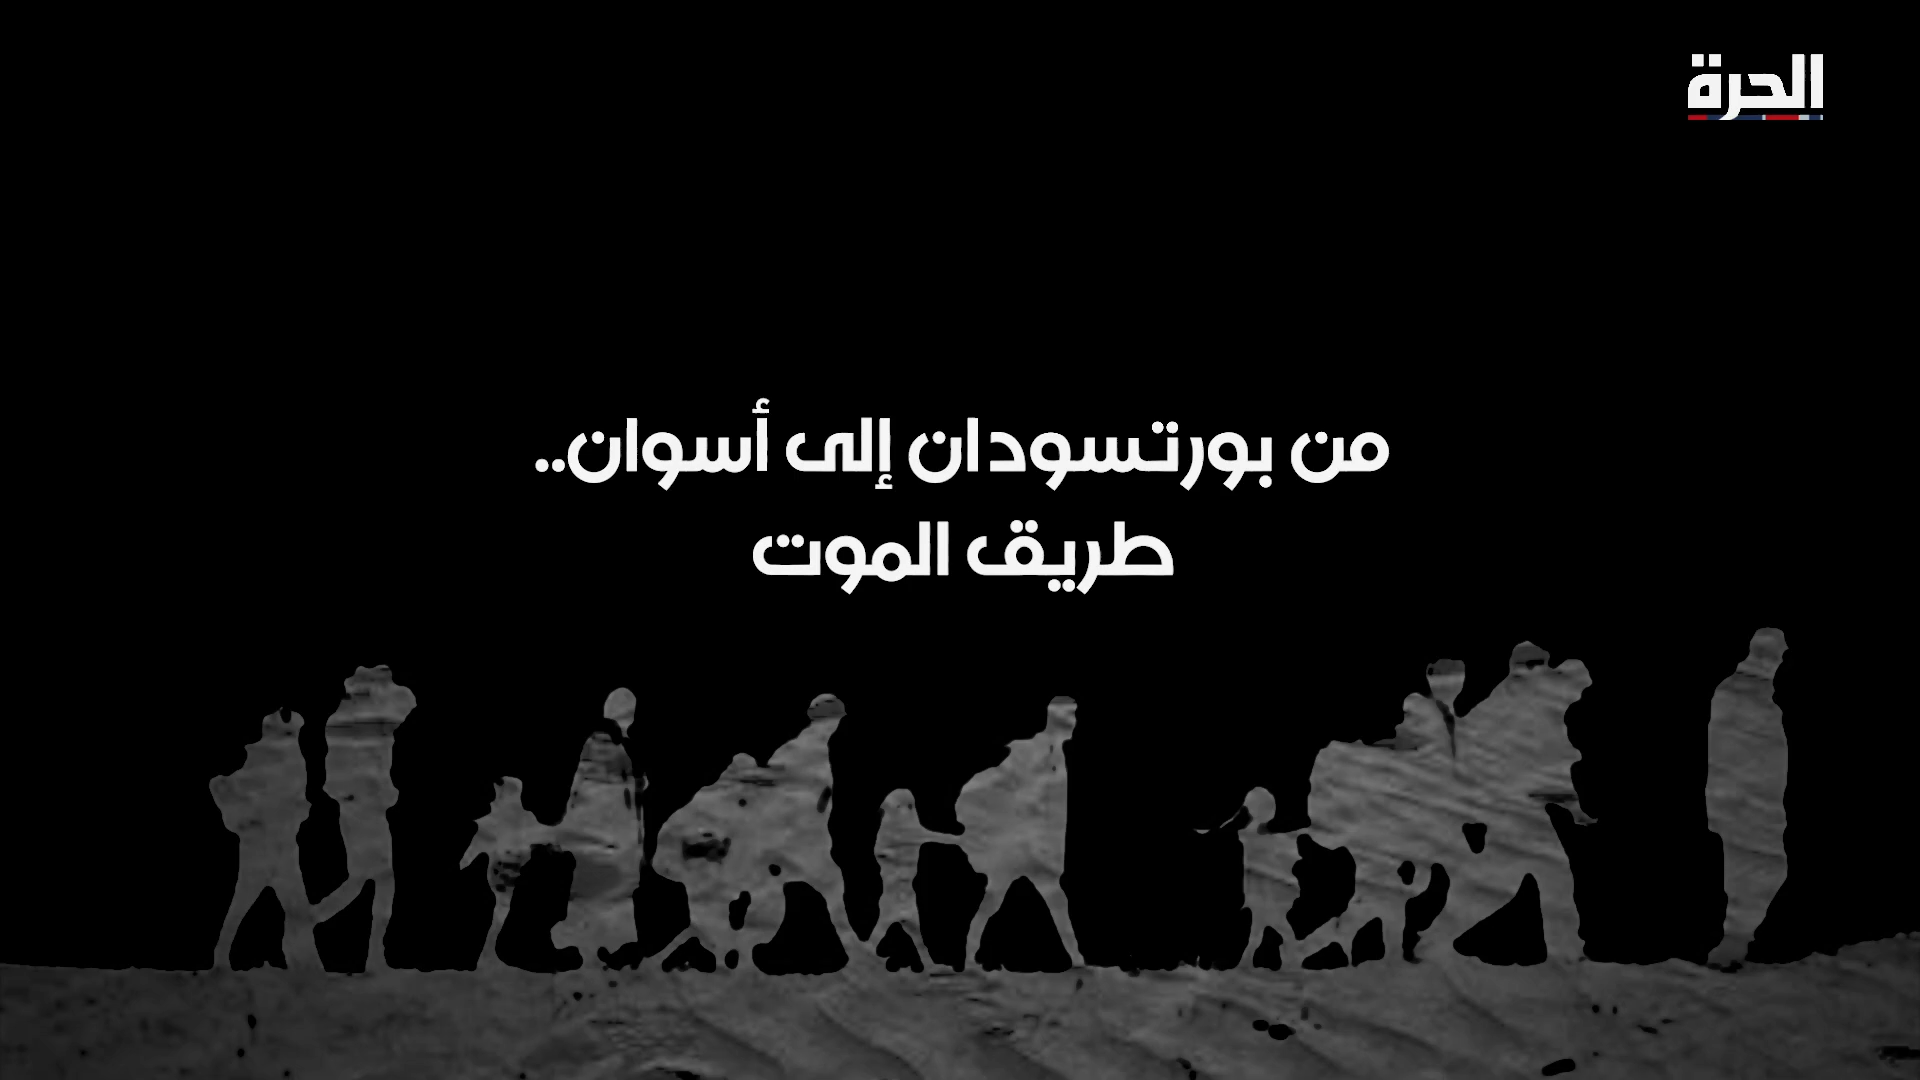 الحرة
من بورتسودان إلى أسوان..
طريق الموت